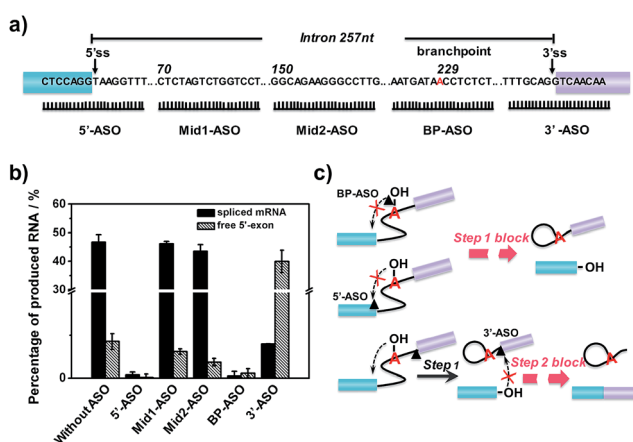 a)
Intron 257nt
5'ss
branchpoint
3'ss
70
150
229
CTCCAGGTAAGGTTT...CTCTAGTCTGGTCCT...GGCAGAAGGGCCTTG...AATGATAACCTCTCT...TTTGCAGGTCAACAA
5'-ASO
Mid1-ASO
Mid2-ASO
BP-ASO
3'-ASO
b)
Percentage of produced RNA / %
50
40
30
0
spliced mRNA
free 5'-exon
Without ASO
5'-ASO
Mid1-ASO
Mid2-ASO
BP-ASO
3'-ASO
c)
BP-ASO
OH
A
Step 1 block
A
OH
5'-ASO
OH
A
OH
A
Step 1
3'-ASO
A
OH
Step 2 block
A